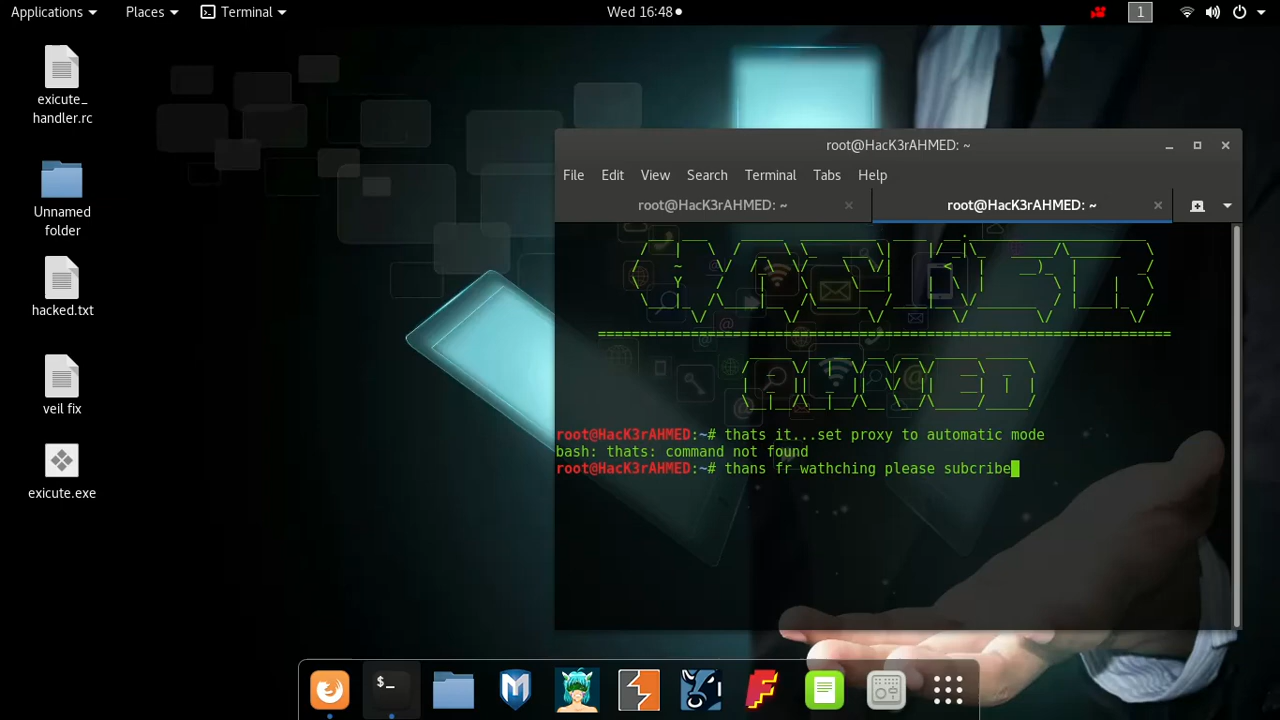 Applications Places Terminal Wed 16:48 1
exicute_
handler.rc
Unnamed
folder
hacked.txt
veil fix
exicute.exe
root@HacK3rAHMED: ~
File Edit View Search Terminal Tabs Help
root@HacK3rAHMED: ~ root@HacK3rAHMED: ~
AHMED
root@HacK3rAHMED:~# thats it...set proxy to automatic mode
bash: thats: command not found
root@HacK3rAHMED:~# thans fr wathching please subcribe
$_